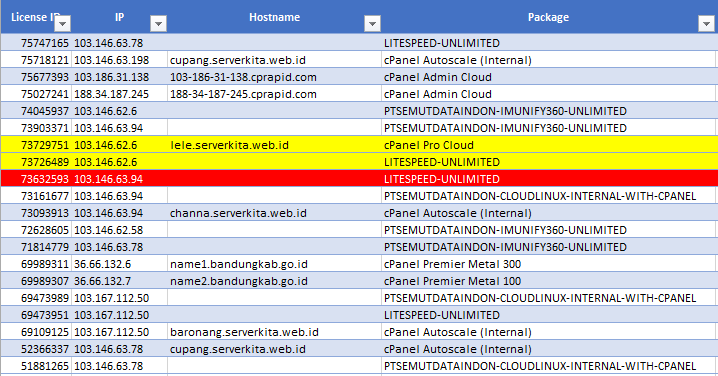 License ID IP Hostname Package
75747165 103.146.63.78 LITESPEED-UNLIMITED
75718121 103.146.63.198 cupang.serverkita.web.id cPanel Autoscale (Internal)
75677393 103.186.31.138 103-186-31-138.cprapid.com cPanel Admin Cloud
75027241 188.34.187.245 188-34-187-245.cprapid.com cPanel Admin Cloud
74045937 103.146.62.6 PTSEMUTDATAINDON-IMUNIFY360-UNLIMITED
73903371 103.146.63.94 PTSEMUTDATAINDON-IMUNIFY360-UNLIMITED
73729751 103.146.62.6 lele.serverkita.web.id cPanel Pro Cloud
73726489 103.146.62.6 LITESPEED-UNLIMITED
73632593 103.146.63.94 LITESPEED-UNLIMITED
73161677 103.146.63.94 PTSEMUTDATAINDON-CLOUDLINUX-INTERNAL-WITH-CPANEL
73093913 103.146.63.94 channa.serverkita.web.id cPanel Autoscale (Internal)
72628605 103.146.62.58 PTSEMUTDATAINDON-IMUNIFY360-UNLIMITED
71814779 103.146.63.78 PTSEMUTDATAINDON-IMUNIFY360-UNLIMITED
69989311 36.66.132.6 name1.bandungkab.go.id cPanel Premier Metal 300
69989307 36.66.132.7 name2.bandungkab.go.id cPanel Premier Metal 100
69473989 103.167.112.50 PTSEMUTDATAINDON-CLOUDLINUX-INTERNAL-WITH-CPANEL
69473951 103.167.112.50 LITESPEED-UNLIMITED
69109125 103.167.112.50 baronang.serverkita.web.id cPanel Autoscale (Internal)
52366337 103.146.63.78 cupang.serverkita.web.id cPanel Autoscale (Internal)
51881265 103.146.63.78 PTSEMUTDATAINDON-CLOUDLINUX-INTERNAL-WITH-CPANEL